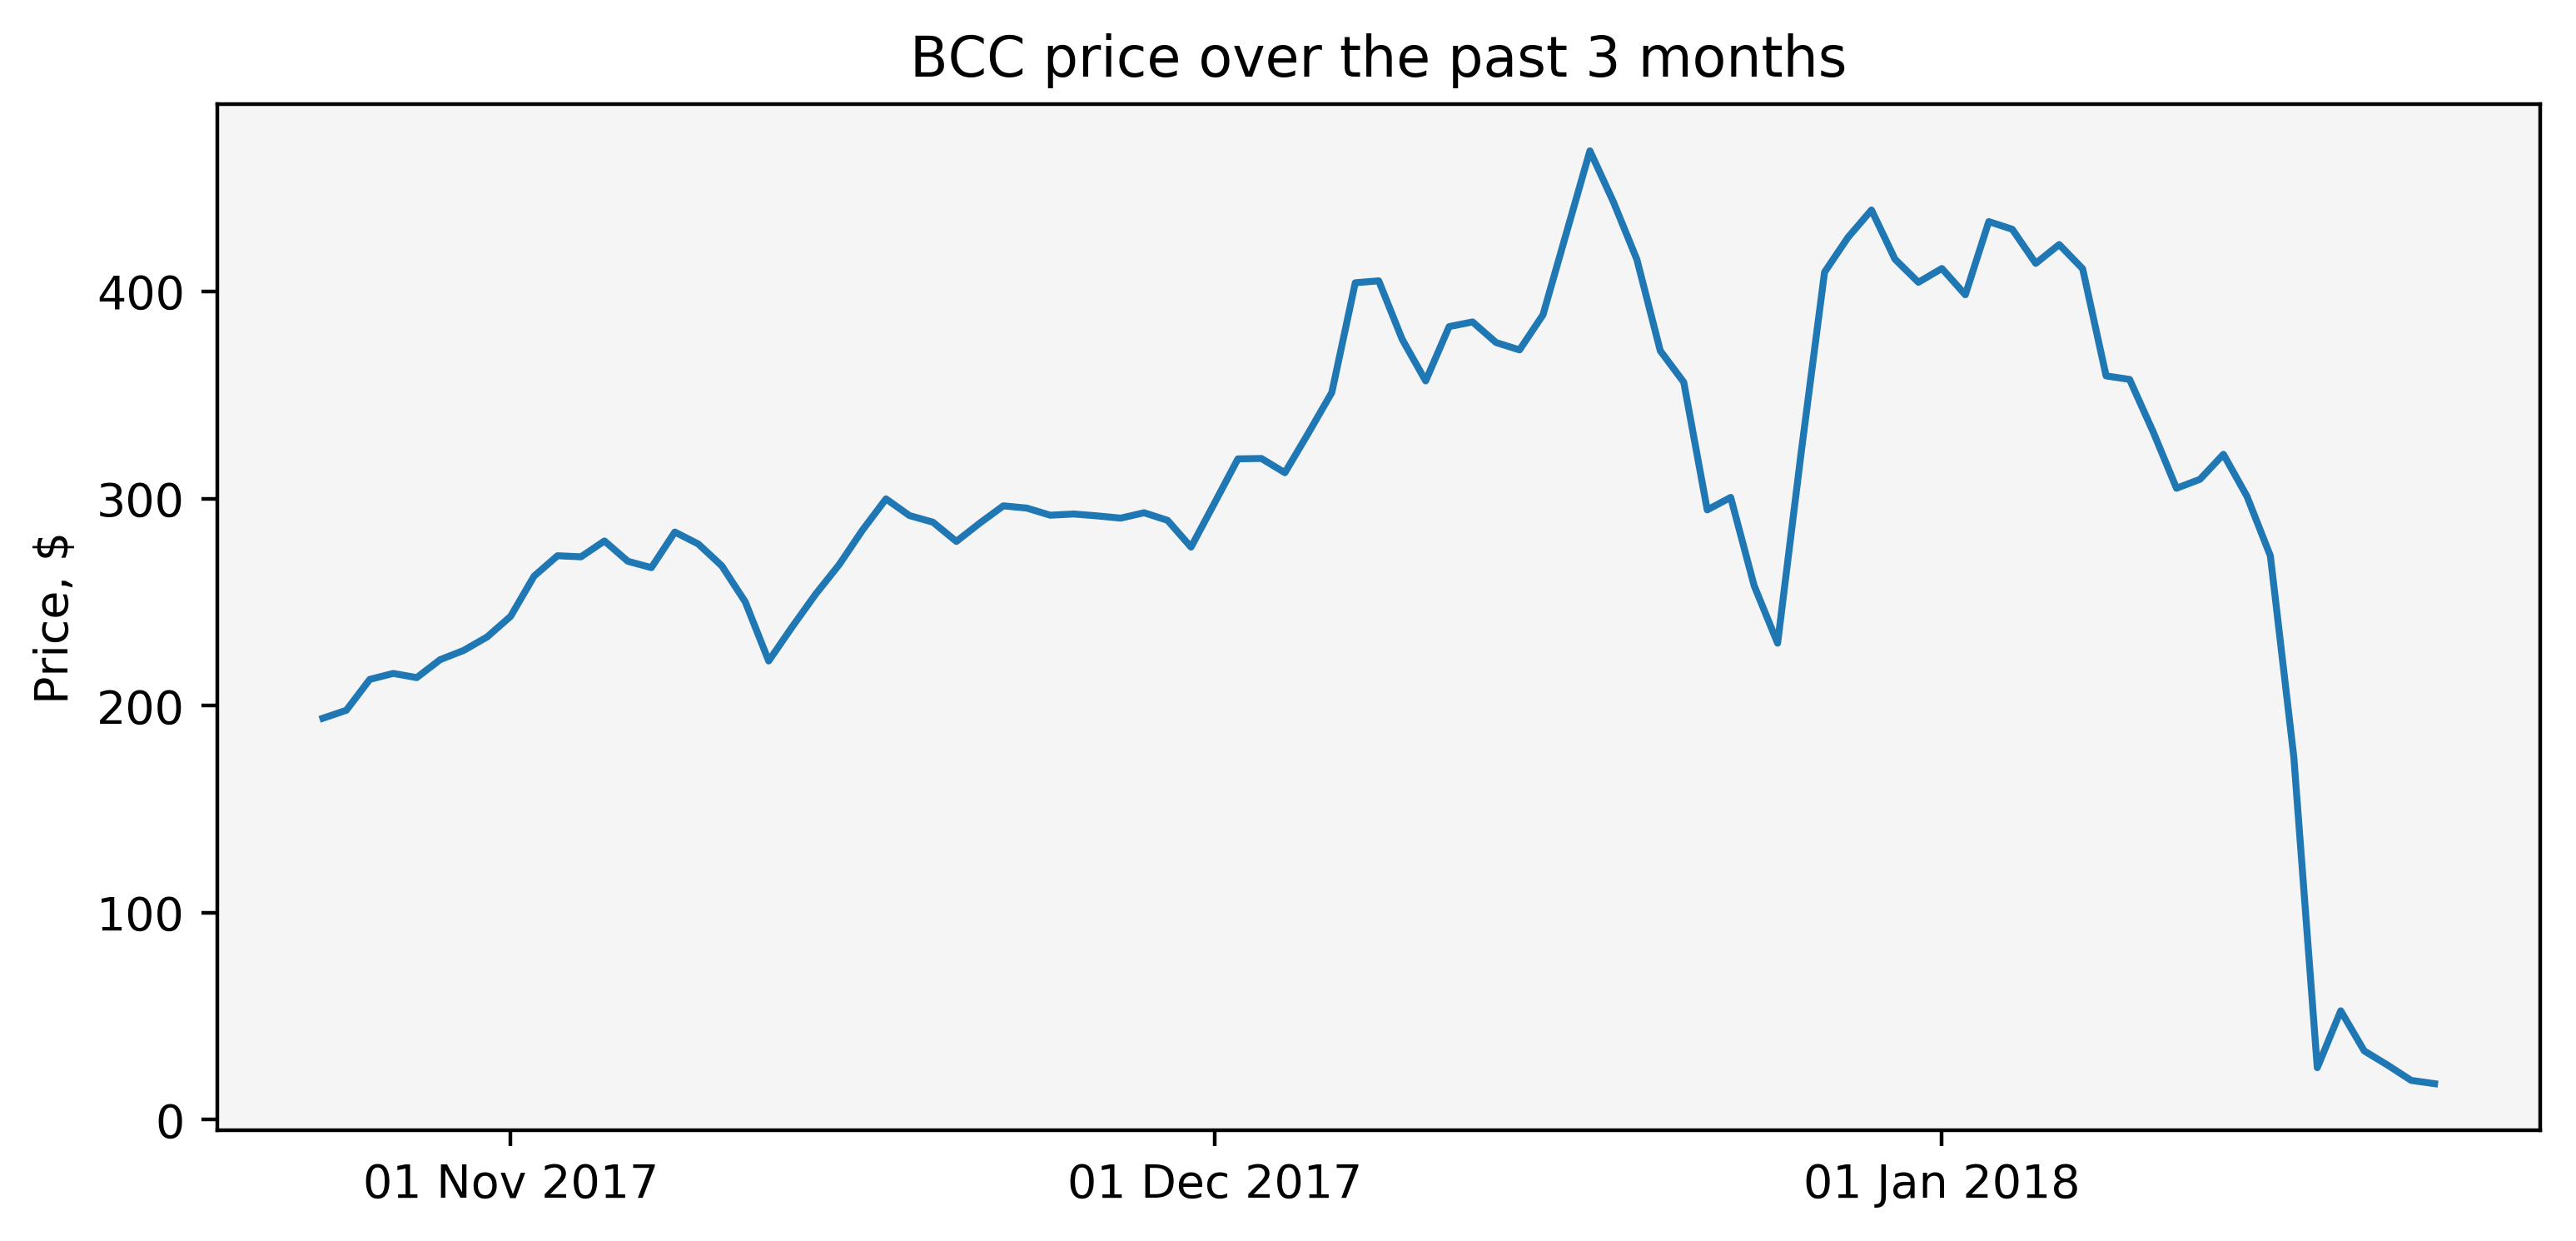 BCC price over the past 3 months
Price, $
400
300
200
100
0
01 Nov 2017
01 Dec 2017
01 Jan 2018